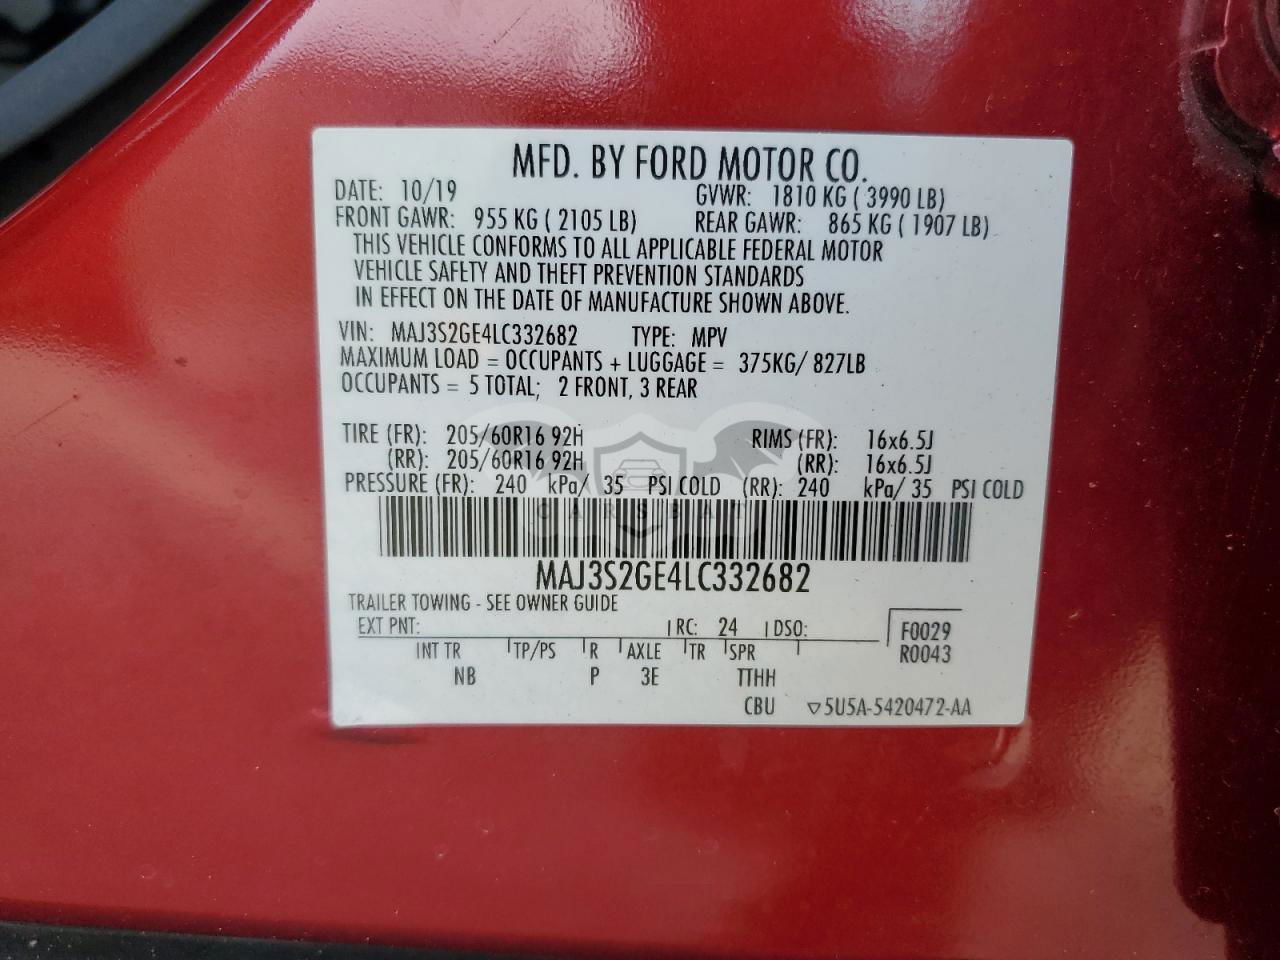 MFD. BY FORD MOTOR CO.
DATE: 10/19 GVWR: 1810 KG ( 3990 LB)
FRONT GAWR: 955 KG ( 2105 LB) REAR GAWR: 865 KG ( 1907 LB)
THIS VEHICLE CONFORMS TO ALL APPLICABLE FEDERAL MOTOR
VEHICLE SAFETY AND THEFT PREVENTION STANDARDS
IN EFFECT ON THE DATE OF MANUFACTURE SHOWN ABOVE.
VIN: MAJ3S2GE4LC332682 TYPE: MPV
MAXIMUM LOAD = OCCUPANTS + LUGGAGE = 375KG/ 827LB
OCCUPANTS = 5 TOTAL; 2 FRONT, 3 REAR
TIRE (FR): 205/60R16 92H RIMS (FR): 16x6.5J
(RR): 205/60R16 92H (RR): 16x6.5J
PRESSURE (FR): 240 kPa/ 35 PSI COLD (RR): 240 kPa/ 35 PSI COLD
CARSBAT
MAJ3S2GE4LC332682
TRAILER TOWING - SEE OWNER GUIDE
EXT PNT: RC: 24 DSO: F0029
INT TR TP/PS R AXLE TR SPR R0043
NB P 3E TTHH
CBU ▽5U5A-5420472-AA